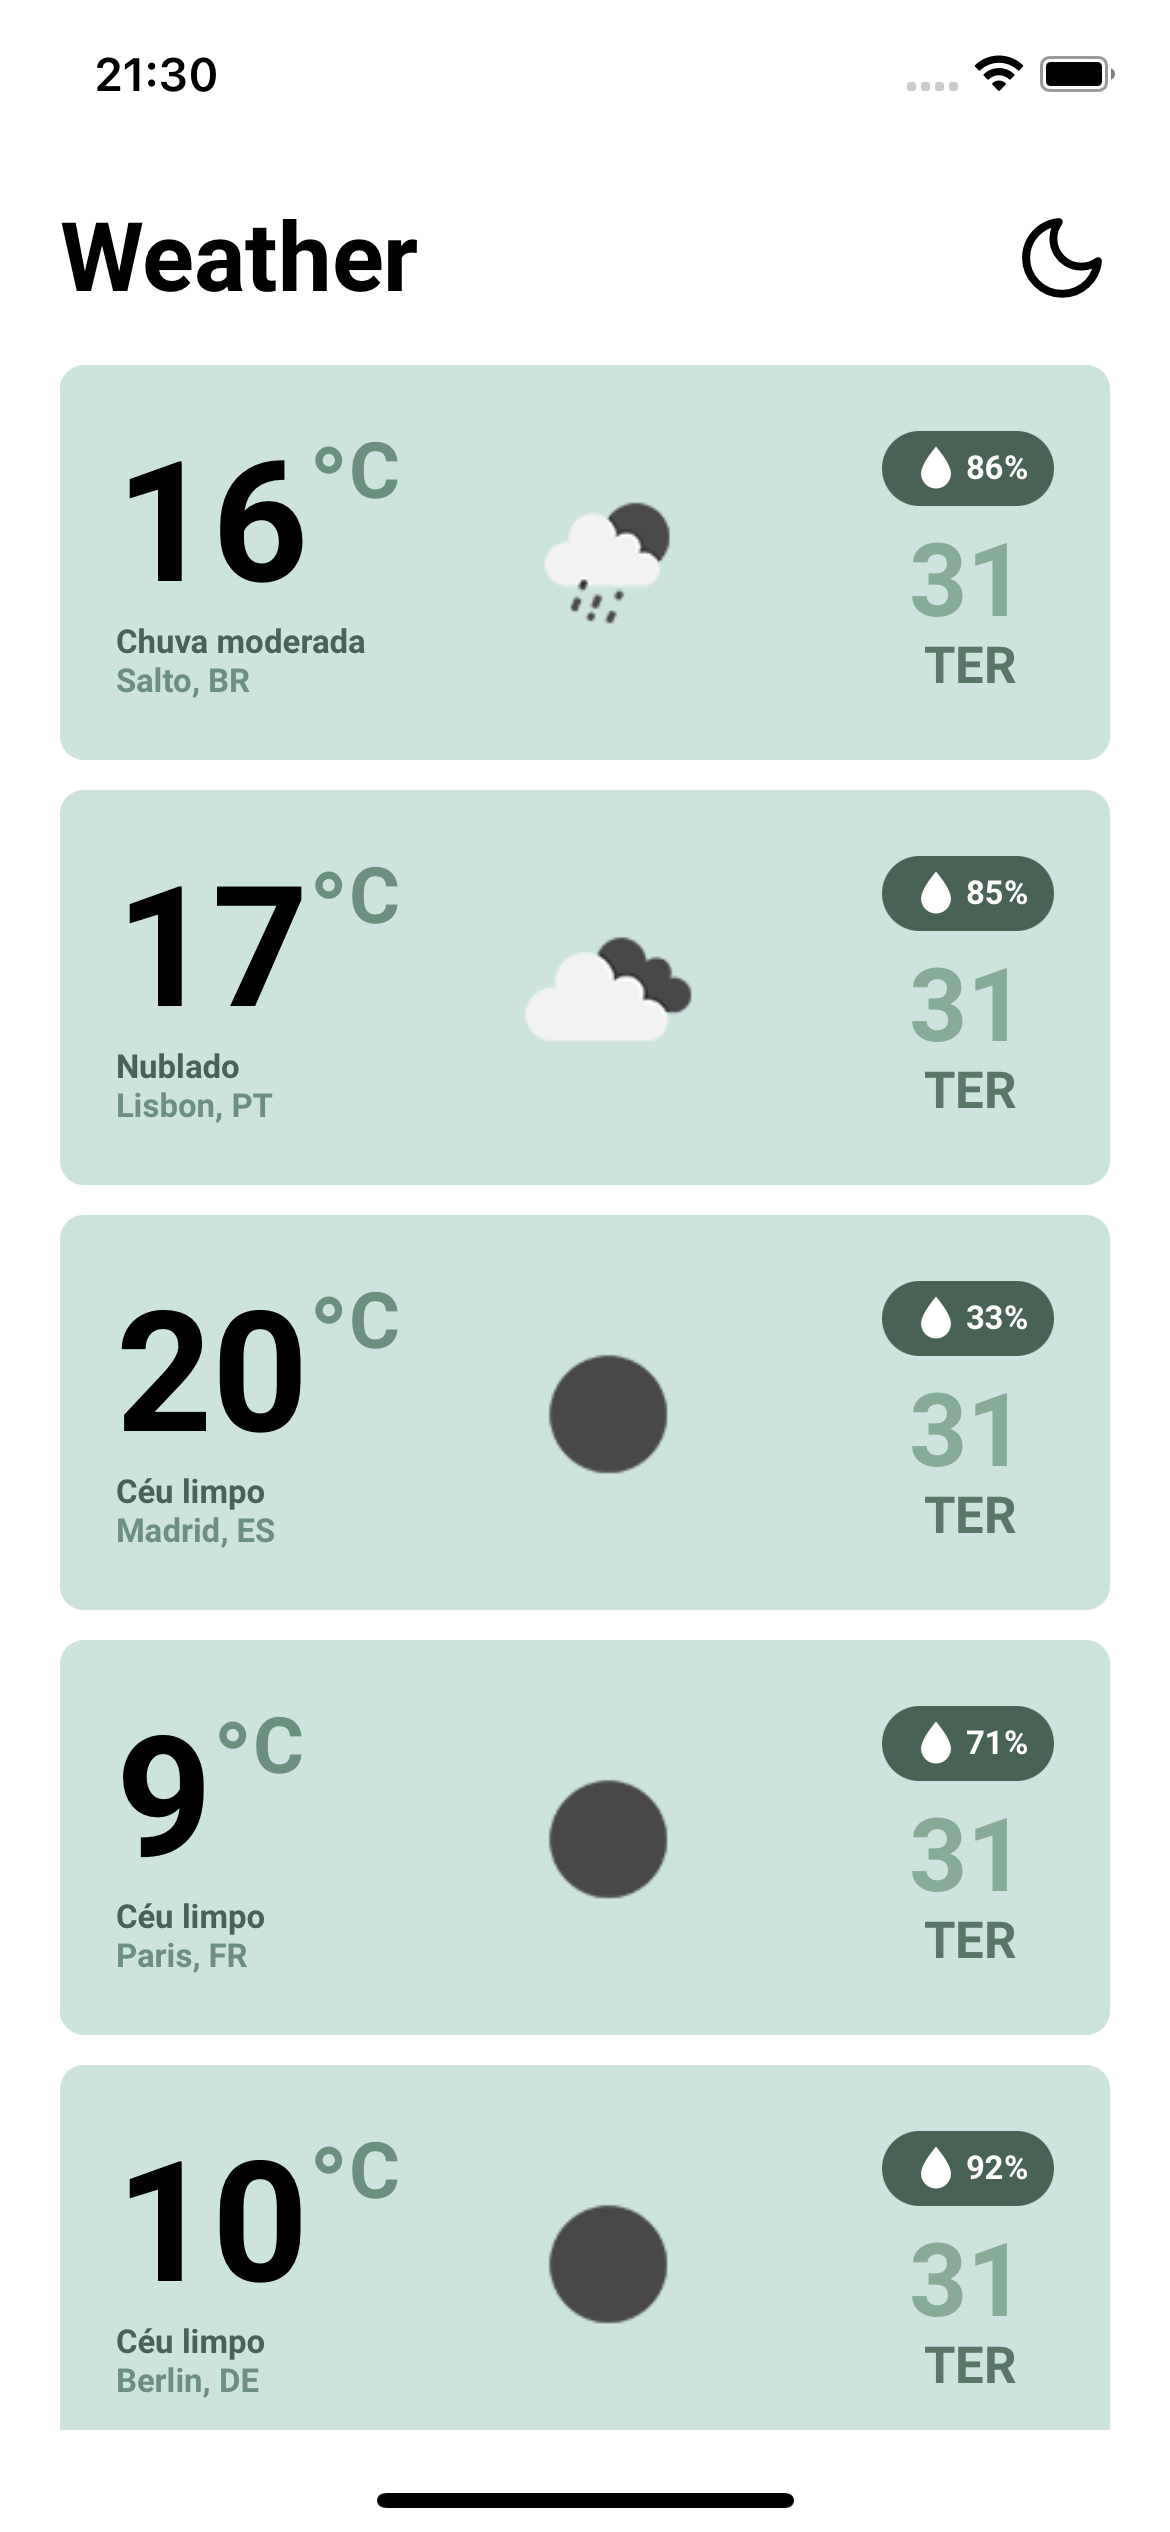 21:30
Weather
16 °C
86%
31
TER
Chuva moderada
Salto, BR
17 °C
85%
31
TER
Nublado
Lisbon, PT
20 °C
33%
31
TER
Céu limpo
Madrid, ES
9 °C
71%
31
TER
Céu limpo
Paris, FR
10 °C
92%
31
TER
Céu limpo
Berlin, DE